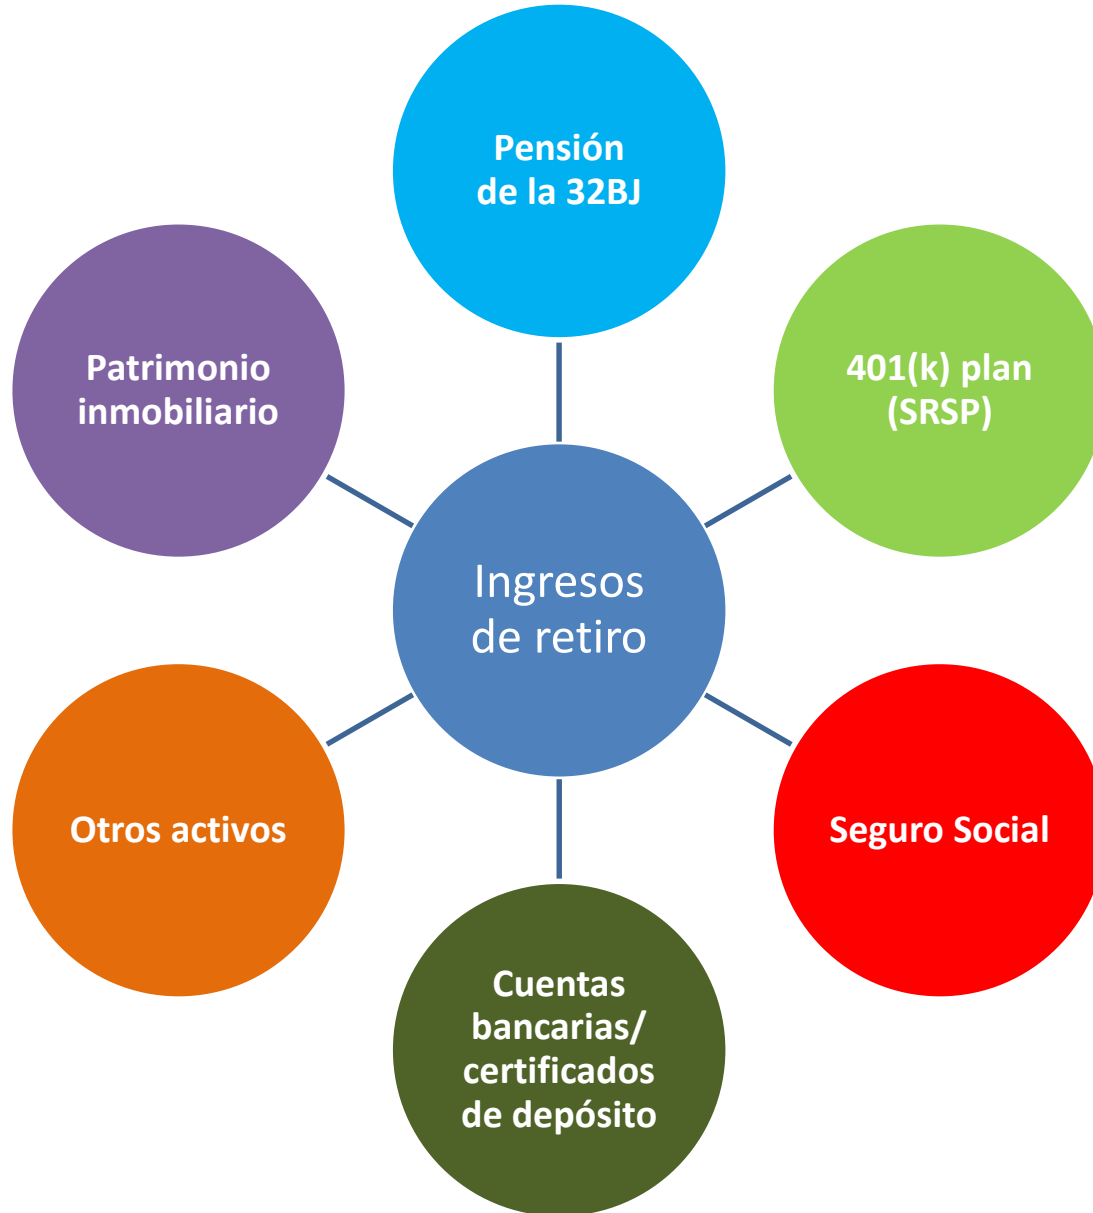 Pensión
de la 32BJ
Patrimonio
inmobiliario
401(k) plan
(SRSP)
Ingresos
de retiro
Otros activos
Seguro Social
Cuentas
bancarias/
certificados
de depósito